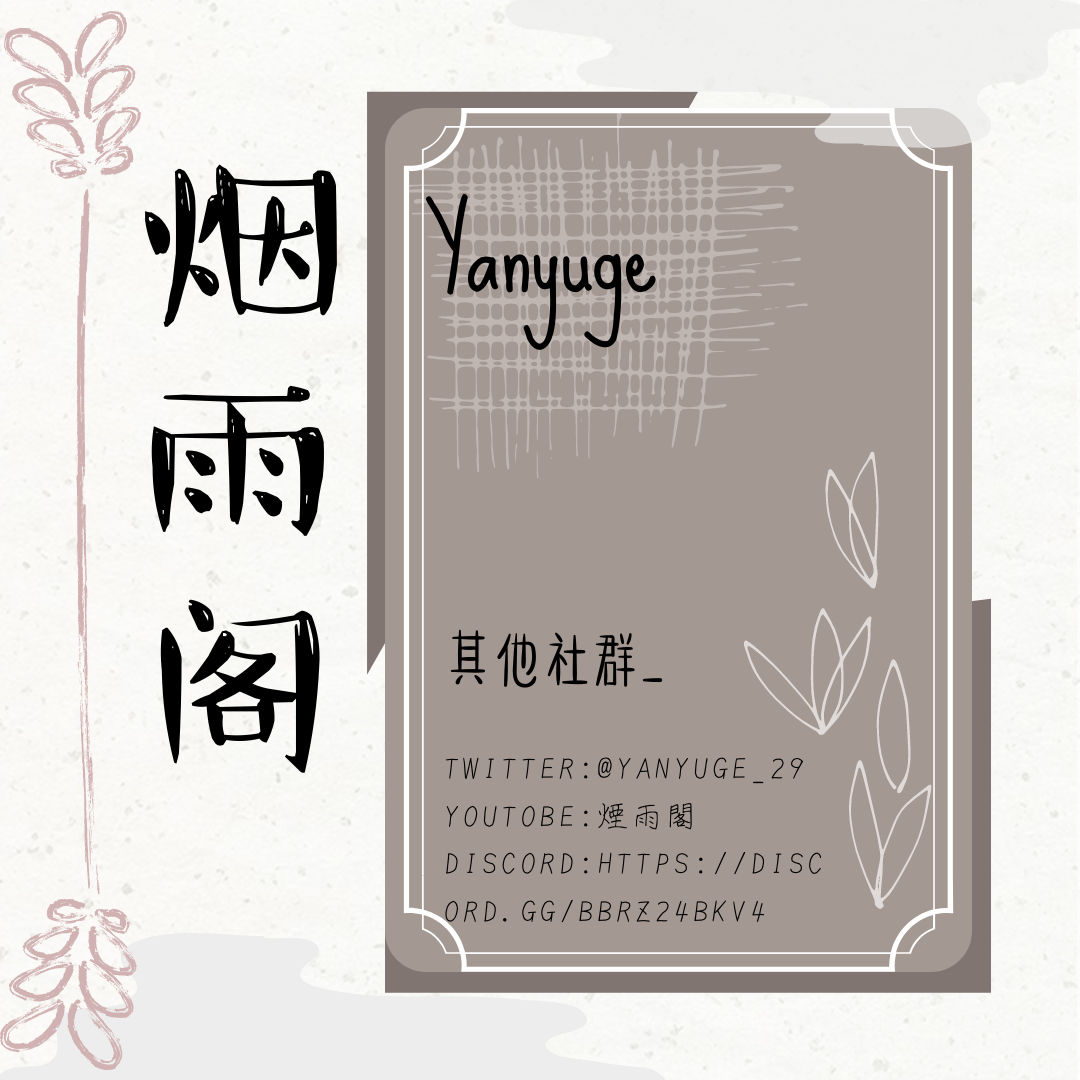 烟雨阁
Yanyuge
其他社群_
TWITTER:@YANYUGE_29
YOUTOBE:煙雨閣
DISCORD:HTTPS://DISC
ORD.GG/BBRZ24BKV4